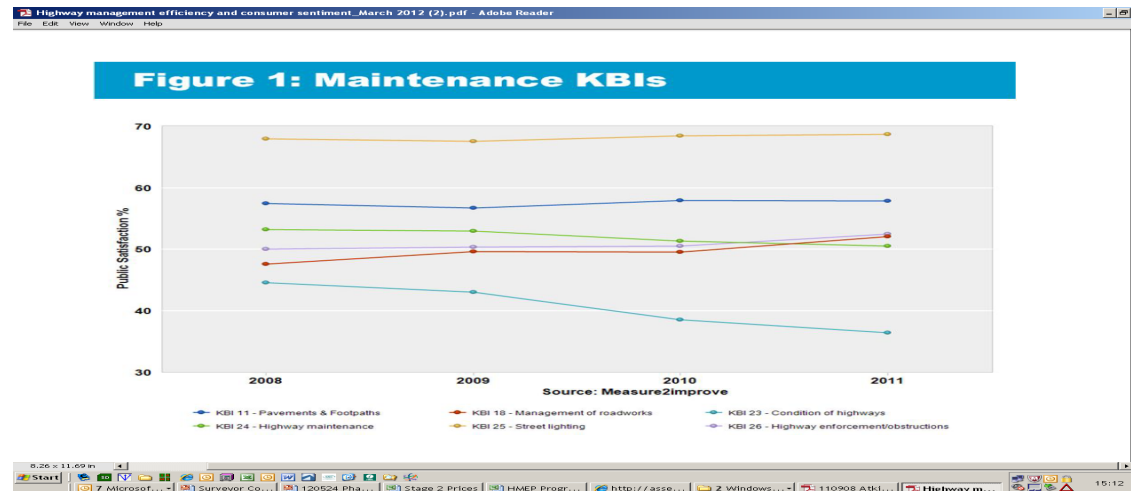 Highway management efficiency and consumer sentiment_March 2012 (2).pdf - Adobe Reader
File Edit View Window Help
Figure 1: Maintenance KBIs
70
60
50
40
30
Public Satisfaction %
2008 2009 2010 2011
Source: Measure2improve
KBI 11 - Pavements & Footpaths KBI 18 - Management of roadworks KBI 23 - Condition of highways
KBI 24 - Highway maintenance KBI 25 - Street lighting KBI 26 - Highway enforcement/obstructions
8.26 x 11.69 in
Start 15:12
7 Microsof... Surveyor Co... 120524 Pha... Stage 2 Prices HMEP Progr... http://asse... 2 Windows... 110908 Atki... Highway m...